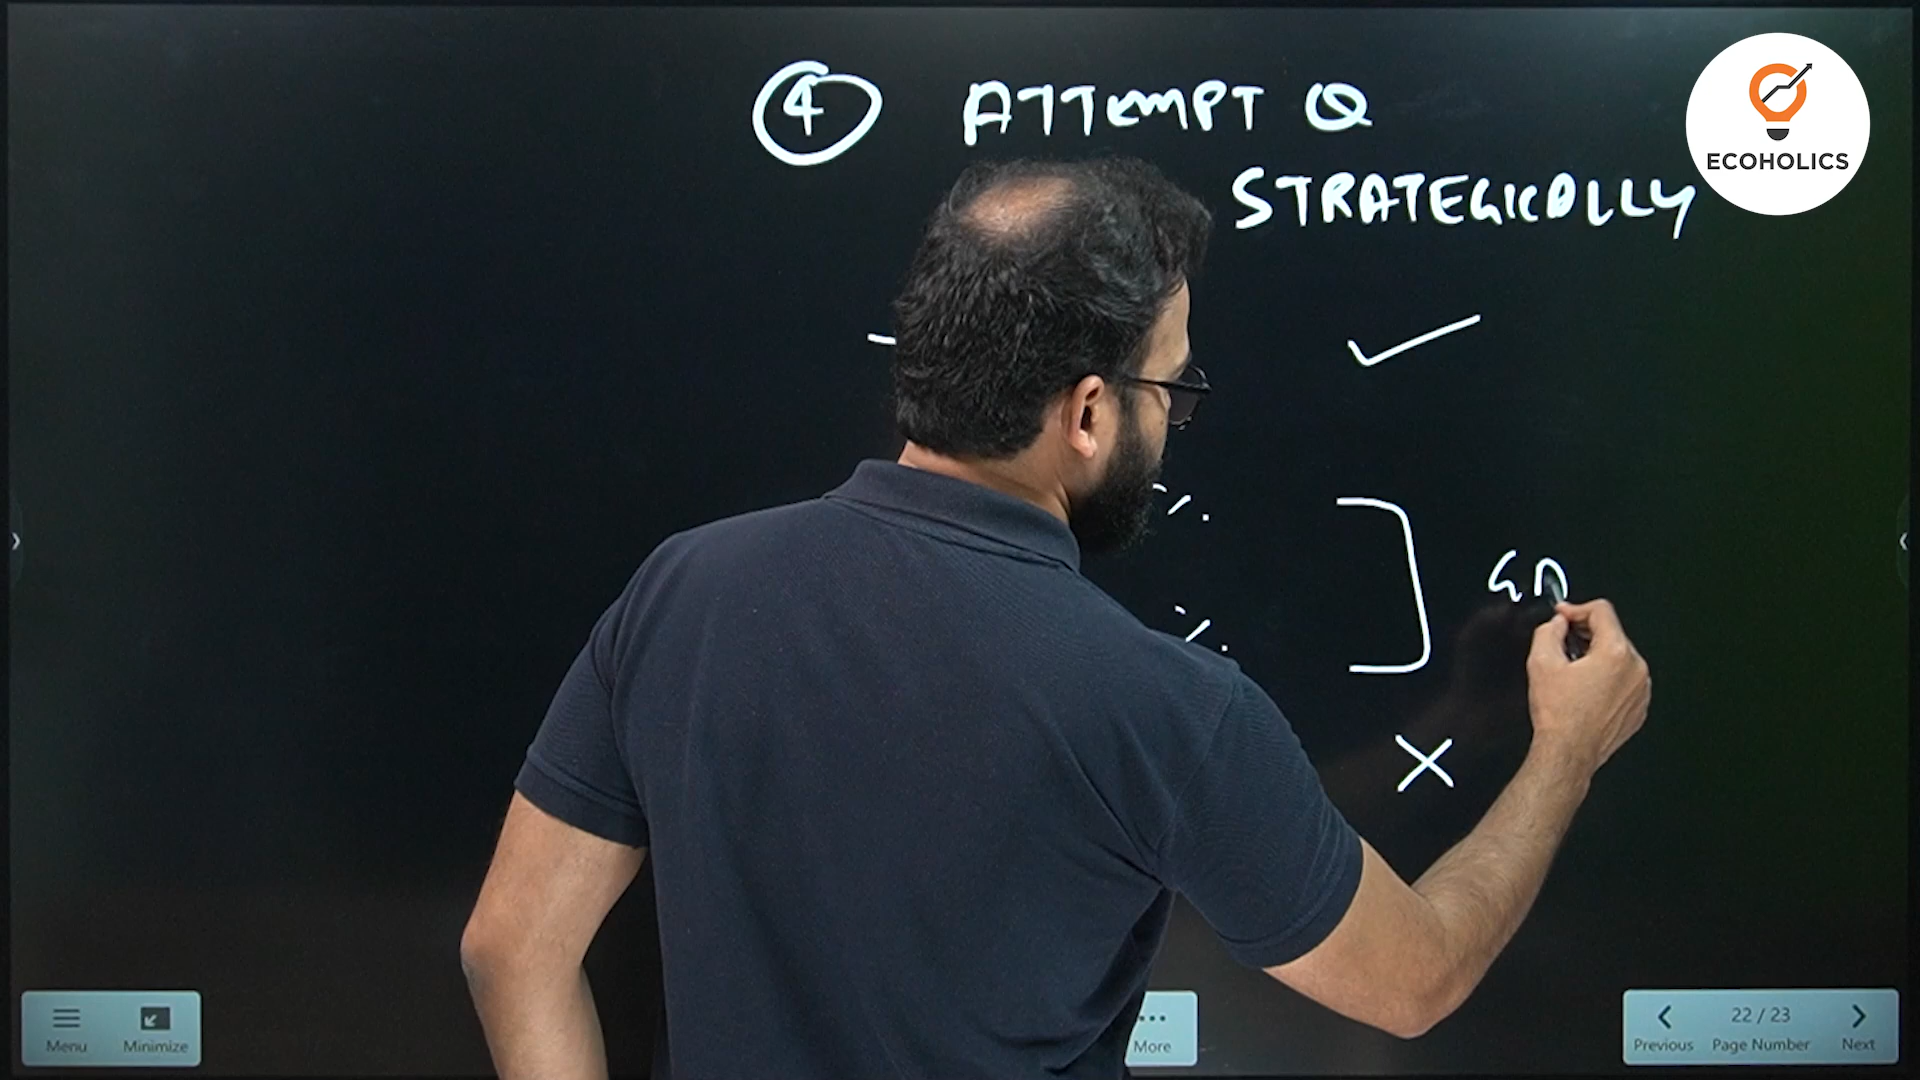 ④ ATTEMPT Q
STRATEGICALLY
ECOHOLICS
%.
%.
Menu
Minimize
More
22 / 23
Previous
Page Number
Next